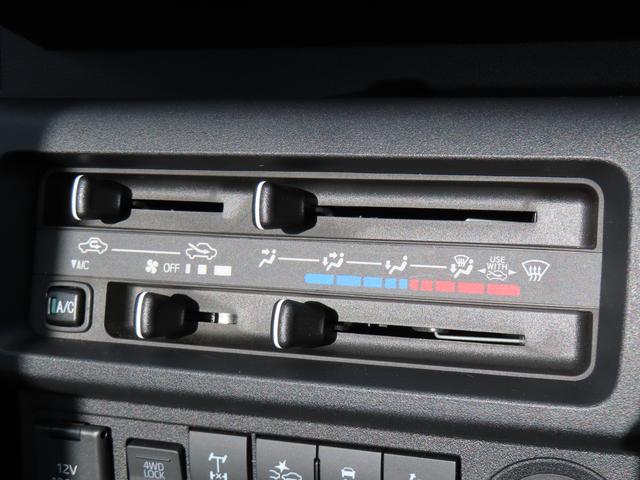 ▼A/C
OFF
USE
WITH
A/C
12V
4WD
LOCK